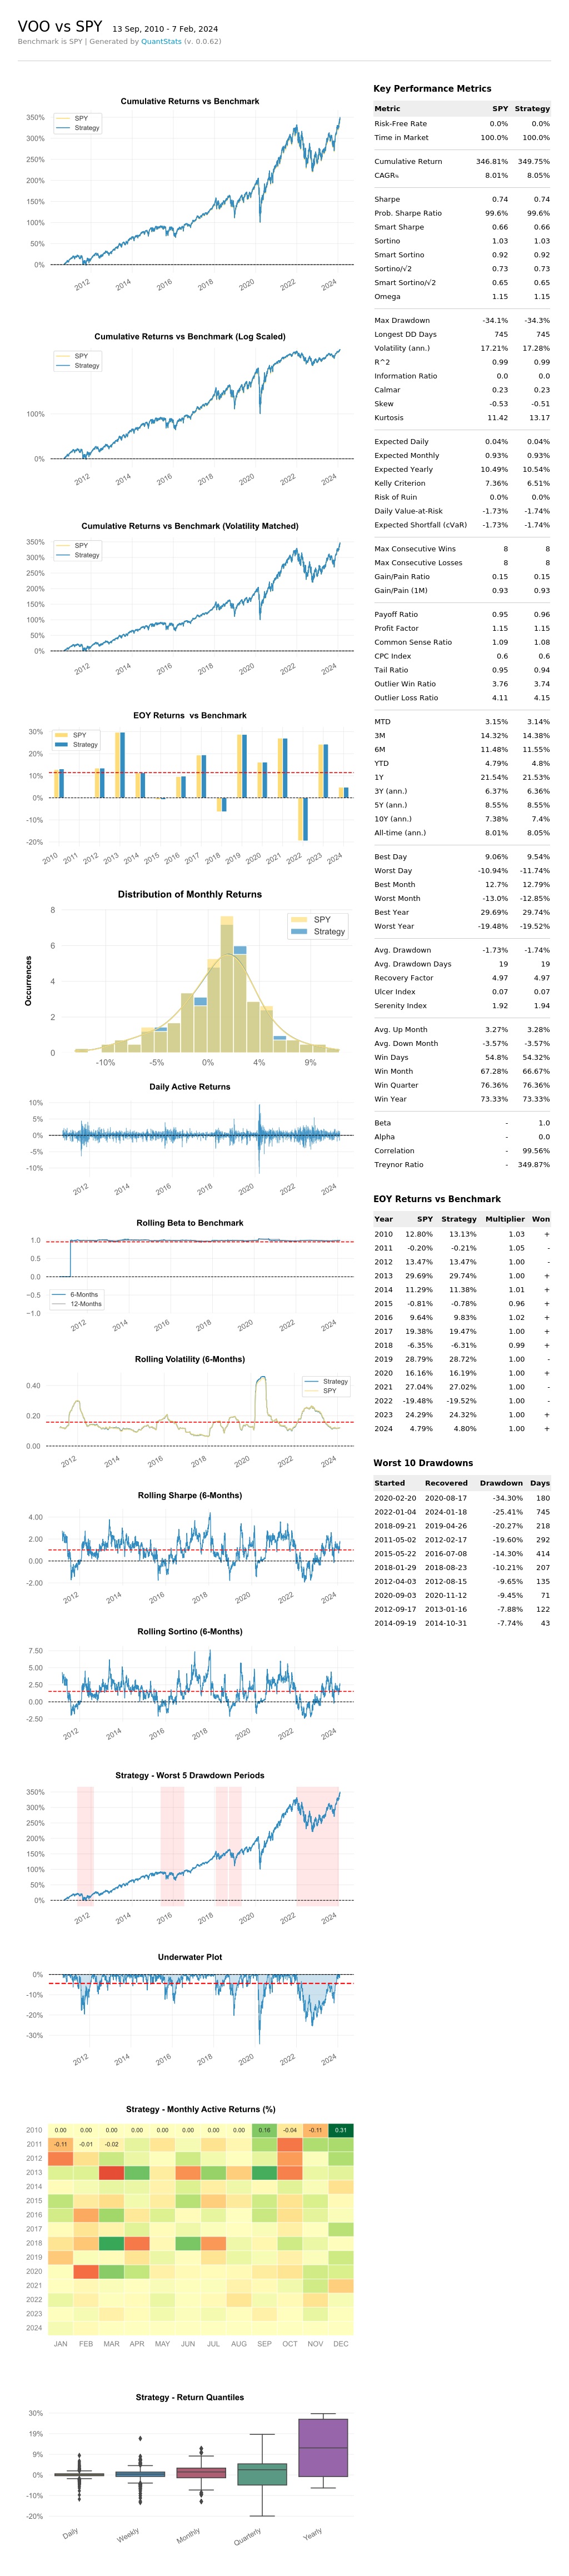 VOO vs SPY 13 Sep, 2010 - 7 Feb, 2024
Benchmark is SPY | Generated by QuantStats (v. 0.0.62)
Cumulative Returns vs Benchmark
SPY
Strategy
350%
300%
250%
200%
150%
100%
50%
0%
2012
2014
2016
2018
2020
2022
2024
Cumulative Returns vs Benchmark (Log Scaled)
SPY
Strategy
100%
0%
2012
2014
2016
2018
2020
2022
2024
Cumulative Returns vs Benchmark (Volatility Matched)
SPY
Strategy
350%
300%
250%
200%
150%
100%
50%
0%
2012
2014
2016
2018
2020
2022
2024
EOY Returns vs Benchmark
SPY
Strategy
30%
20%
10%
0%
-10%
-20%
2010
2011
2012
2013
2014
2015
2016
2017
2018
2019
2020
2021
2022
2023
2024
Distribution of Monthly Returns
SPY
Strategy
Occurrences
8
6
4
2
0
-10%
-5%
0%
4%
9%
Daily Active Returns
10%
5%
0%
-5%
-10%
2012
2014
2016
2018
2020
2022
2024
Rolling Beta to Benchmark
1.0
0.5
0.0
−0.5
−1.0
6-Months
12-Months
2012
2014
2016
2018
2020
2022
2024
Rolling Volatility (6-Months)
Strategy
SPY
0.40
0.20
0.00
2012
2014
2016
2018
2020
2022
2024
Rolling Sharpe (6-Months)
4.00
2.00
0.00
-2.00
2012
2014
2016
2018
2020
2022
2024
Rolling Sortino (6-Months)
7.50
5.00
2.50
0.00
-2.50
2012
2014
2016
2018
2020
2022
2024
Strategy - Worst 5 Drawdown Periods
350%
300%
250%
200%
150%
100%
50%
0%
2012
2014
2016
2018
2020
2022
2024
Underwater Plot
0%
-10%
-20%
-30%
2012
2014
2016
2018
2020
2022
2024
Strategy - Monthly Active Returns (%)
2010 0.00 0.00 0.00 0.00 0.00 0.00 0.00 0.00 0.16 -0.04 -0.11 0.31
2011 -0.11 -0.01 -0.02
2012
2013
2014
2015
2016
2017
2018
2019
2020
2021
2022
2023
2024
JAN FEB MAR APR MAY JUN JUL AUG SEP OCT NOV DEC
Strategy - Return Quantiles
30%
19%
9%
0%
-10%
-20%
Daily
Weekly
Monthly
Quarterly
Yearly
Key Performance Metrics
Metric SPY Strategy
Risk-Free Rate 0.0% 0.0%
Time in Market 100.0% 100.0%
Cumulative Return 346.81% 349.75%
CAGR﹪ 8.01% 8.05%
Sharpe 0.74 0.74
Prob. Sharpe Ratio 99.6% 99.6%
Smart Sharpe 0.66 0.66
Sortino 1.03 1.03
Smart Sortino 0.92 0.92
Sortino/√2 0.73 0.73
Smart Sortino/√2 0.65 0.65
Omega 1.15 1.15
Max Drawdown -34.1% -34.3%
Longest DD Days 745 745
Volatility (ann.) 17.21% 17.28%
R^2 0.99 0.99
Information Ratio 0.0 0.0
Calmar 0.23 0.23
Skew -0.53 -0.51
Kurtosis 11.42 13.17
Expected Daily 0.04% 0.04%
Expected Monthly 0.93% 0.93%
Expected Yearly 10.49% 10.54%
Kelly Criterion 7.36% 6.51%
Risk of Ruin 0.0% 0.0%
Daily Value-at-Risk -1.73% -1.74%
Expected Shortfall (cVaR) -1.73% -1.74%
Max Consecutive Wins 8 8
Max Consecutive Losses 8 8
Gain/Pain Ratio 0.15 0.15
Gain/Pain (1M) 0.93 0.93
Payoff Ratio 0.95 0.96
Profit Factor 1.15 1.15
Common Sense Ratio 1.09 1.08
CPC Index 0.6 0.6
Tail Ratio 0.95 0.94
Outlier Win Ratio 3.76 3.74
Outlier Loss Ratio 4.11 4.15
MTD 3.15% 3.14%
3M 14.32% 14.38%
6M 11.48% 11.55%
YTD 4.79% 4.8%
1Y 21.54% 21.53%
3Y (ann.) 6.37% 6.36%
5Y (ann.) 8.55% 8.55%
10Y (ann.) 7.38% 7.4%
All-time (ann.) 8.01% 8.05%
Best Day 9.06% 9.54%
Worst Day -10.94% -11.74%
Best Month 12.7% 12.79%
Worst Month -13.0% -12.85%
Best Year 29.69% 29.74%
Worst Year -19.48% -19.52%
Avg. Drawdown -1.73% -1.74%
Avg. Drawdown Days 19 19
Recovery Factor 4.97 4.97
Ulcer Index 0.07 0.07
Serenity Index 1.92 1.94
Avg. Up Month 3.27% 3.28%
Avg. Down Month -3.57% -3.57%
Win Days 54.8% 54.32%
Win Month 67.28% 66.67%
Win Quarter 76.36% 76.36%
Win Year 73.33% 73.33%
Beta - 1.0
Alpha - 0.0
Correlation - 99.56%
Treynor Ratio - 349.87%
EOY Returns vs Benchmark
Year SPY Strategy Multiplier Won
2010 12.80% 13.13% 1.03 +
2011 -0.20% -0.21% 1.05 -
2012 13.47% 13.47% 1.00 -
2013 29.69% 29.74% 1.00 +
2014 11.29% 11.38% 1.01 +
2015 -0.81% -0.78% 0.96 +
2016 9.64% 9.83% 1.02 +
2017 19.38% 19.47% 1.00 +
2018 -6.35% -6.31% 0.99 +
2019 28.79% 28.72% 1.00 -
2020 16.16% 16.19% 1.00 +
2021 27.04% 27.02% 1.00 -
2022 -19.48% -19.52% 1.00 -
2023 24.29% 24.32% 1.00 +
2024 4.79% 4.80% 1.00 +
Worst 10 Drawdowns
Started Recovered Drawdown Days
2020-02-20 2020-08-17 -34.30% 180
2022-01-04 2024-01-18 -25.41% 745
2018-09-21 2019-04-26 -20.27% 218
2011-05-02 2012-02-17 -19.60% 292
2015-05-22 2016-07-08 -14.30% 414
2018-01-29 2018-08-23 -10.21% 207
2012-04-03 2012-08-15 -9.65% 135
2020-09-03 2020-11-12 -9.45% 71
2012-09-17 2013-01-16 -7.88% 122
2014-09-19 2014-10-31 -7.74% 43